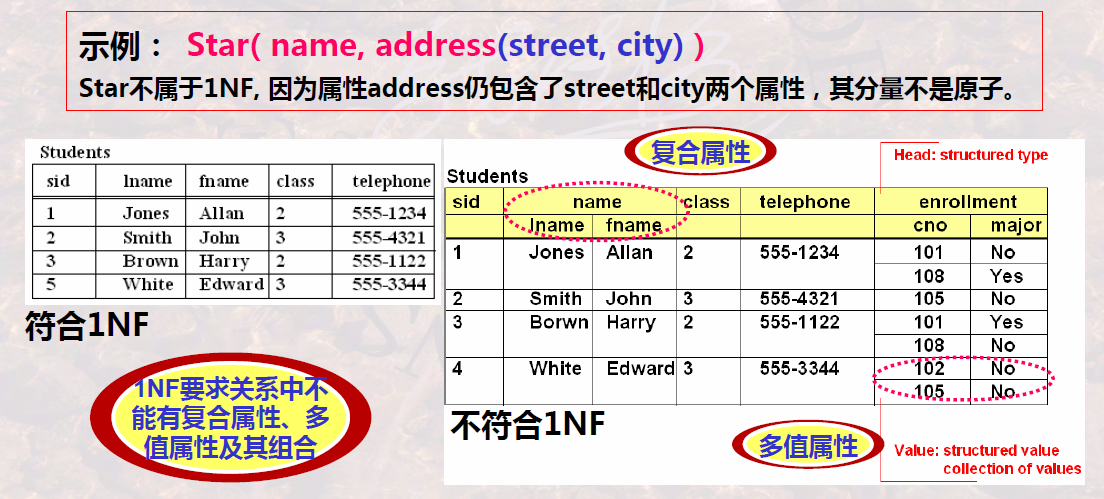 示例： Star( name, address(street, city) )
Star不属于1NF, 因为属性address仍包含了street和city两个属性，其分量不是原子。
Students
sid lname fname class telephone
1 Jones Allan 2 555-1234
2 Smith John 3 555-4321
3 Brown Harry 2 555-1122
5 White Edward 3 555-3344
符合1NF
1NF要求关系中不
能有复合属性、多
值属性及其组合
复合属性
Head: structured type
Students
sid name class telephone enrollment
lname fname cno major
1 Jones Allan 2 555-1234 101 No
108 Yes
2 Smith John 3 555-4321 105 No
3 Borwn Harry 2 555-1122 101 Yes
108 No
4 White Edward 3 555-3344 102 No
105 No
不符合1NF
多值属性
Value: structured value
collection of values